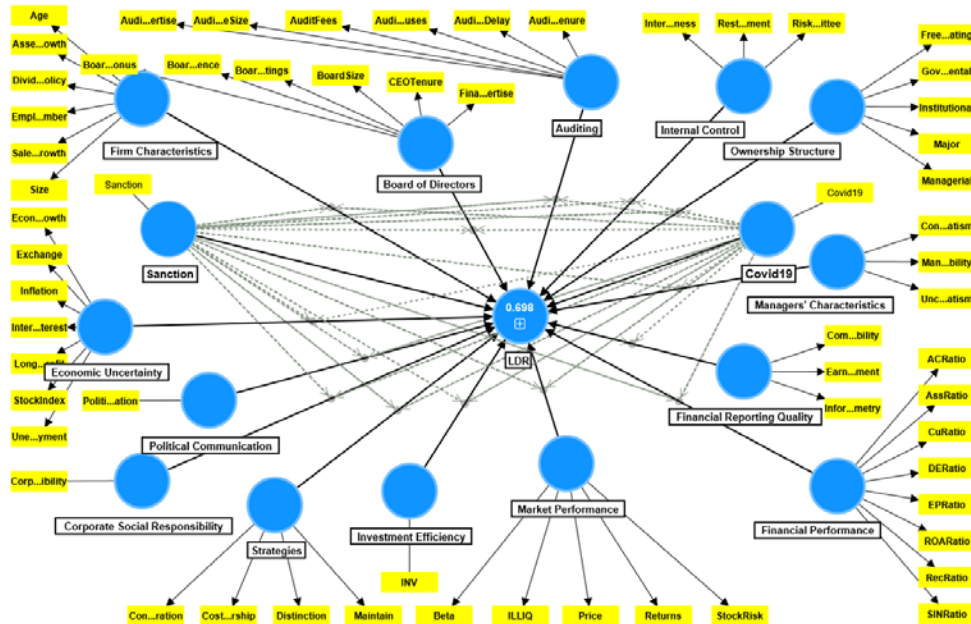 Age
Audi...ertise
Audi...eSize
AuditFees
Audi...uses
Audi...Delay
Audi...enure
Inter...ness
Rest...ment
Risk...ittee
Free...ating
Asse...owth
Boar...onus
Boar...ence
Boar...tings
BoardSize
CEOTenure
Fina...ertise
Gov...ental
Divid...olicy
Institutional
Empl...mber
Auditing
Internal Control
Ownership Structure
Major
Sale...rowth
Firm Characteristics
Board of Directors
Managerial
Size
Sanction
Covid19
Econ...owth
Con...atism
Exchange
Sanction
Covid19
Man...bility
Inflation
0.698
Managers' Characteristics
Unc...atism
Inter...terest
Com...bility
LDR
ACRatio
Economic Uncertainty
Earn...ment
StockIndex
Politi...ation
AssRatio
Financial Reporting Quality
Infor...metry
Une...yment
Political Communication
CuRatio
Corp...ibility
DERatio
Market Performance
EPRatio
Corporate Social Responsibility
Strategies
Investment Efficiency
Financial Performance
ROARatio
INV
RecRatio
Con...ration
Cost...rship
Distinction
Maintain
Beta
ILLIQ
Price
Returns
StockRisk
SINRatio